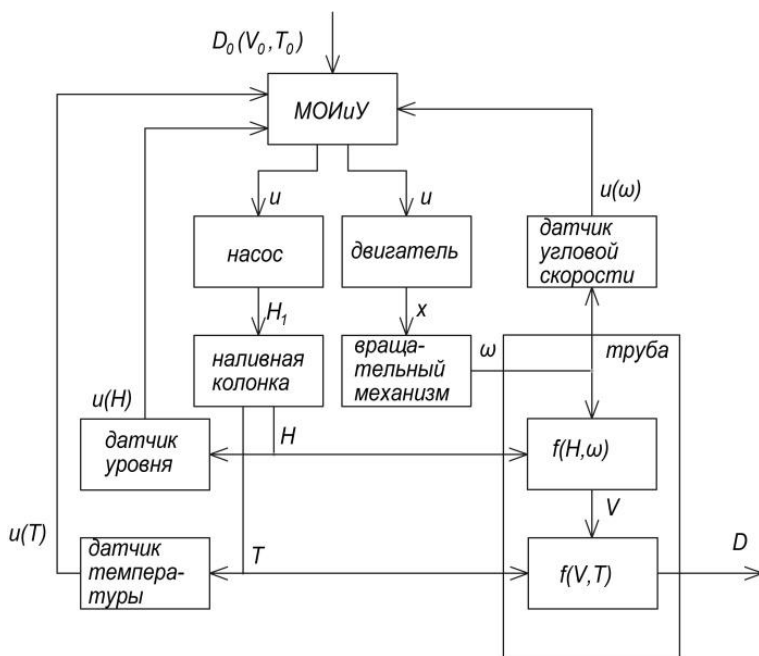 D₀(V₀,T₀)
МОИиУ
u
u
u(ω)
насос
двигатель
датчик
угловой
скорости
H₁
x
наливная
колонка
враща-
тельный
механизм
ω
труба
u(H)
датчик
уровня
H
f(H,ω)
V
u(T)
датчик
темпера-
туры
T
f(V,T)
D